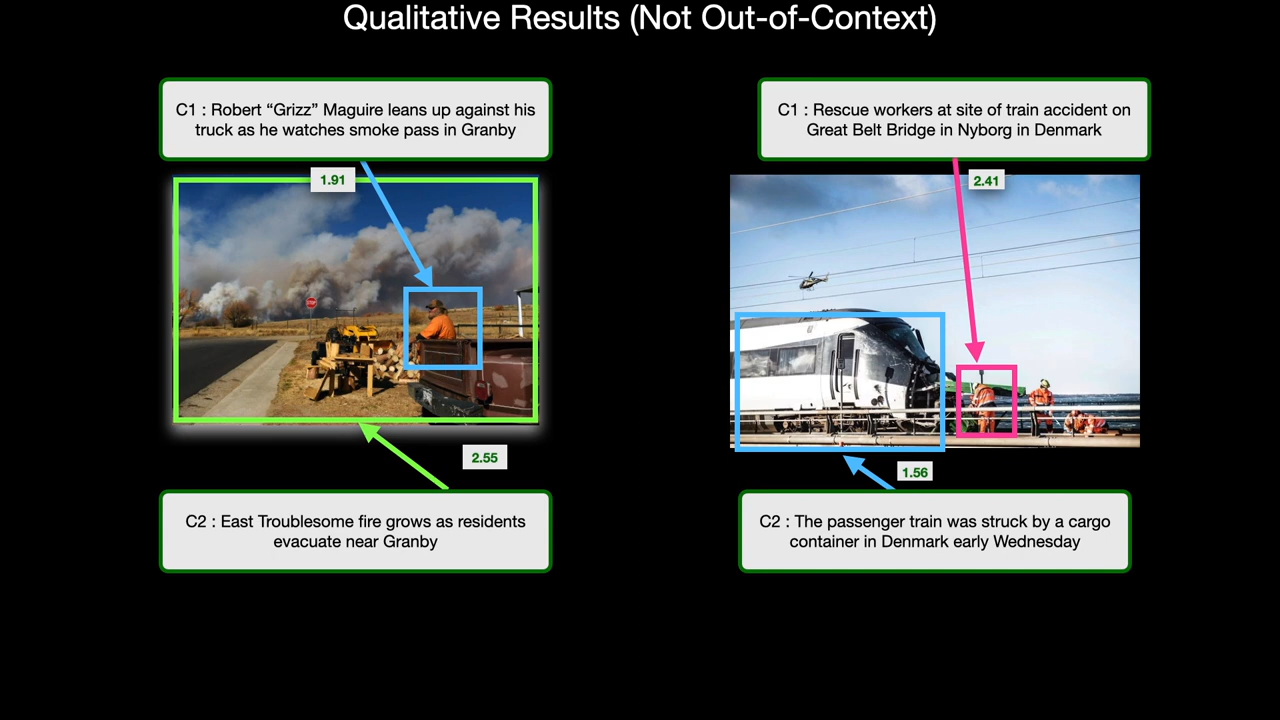 Qualitative Results (Not Out-of-Context)
C1 : Robert “Grizz” Maguire leans up against his
truck as he watches smoke pass in Granby
1.91
STOP
2.55
C2 : East Troublesome fire grows as residents
evacuate near Granby
C1 : Rescue workers at site of train accident on
Great Belt Bridge in Nyborg in Denmark
2.41
1.56
C2 : The passenger train was struck by a cargo
container in Denmark early Wednesday